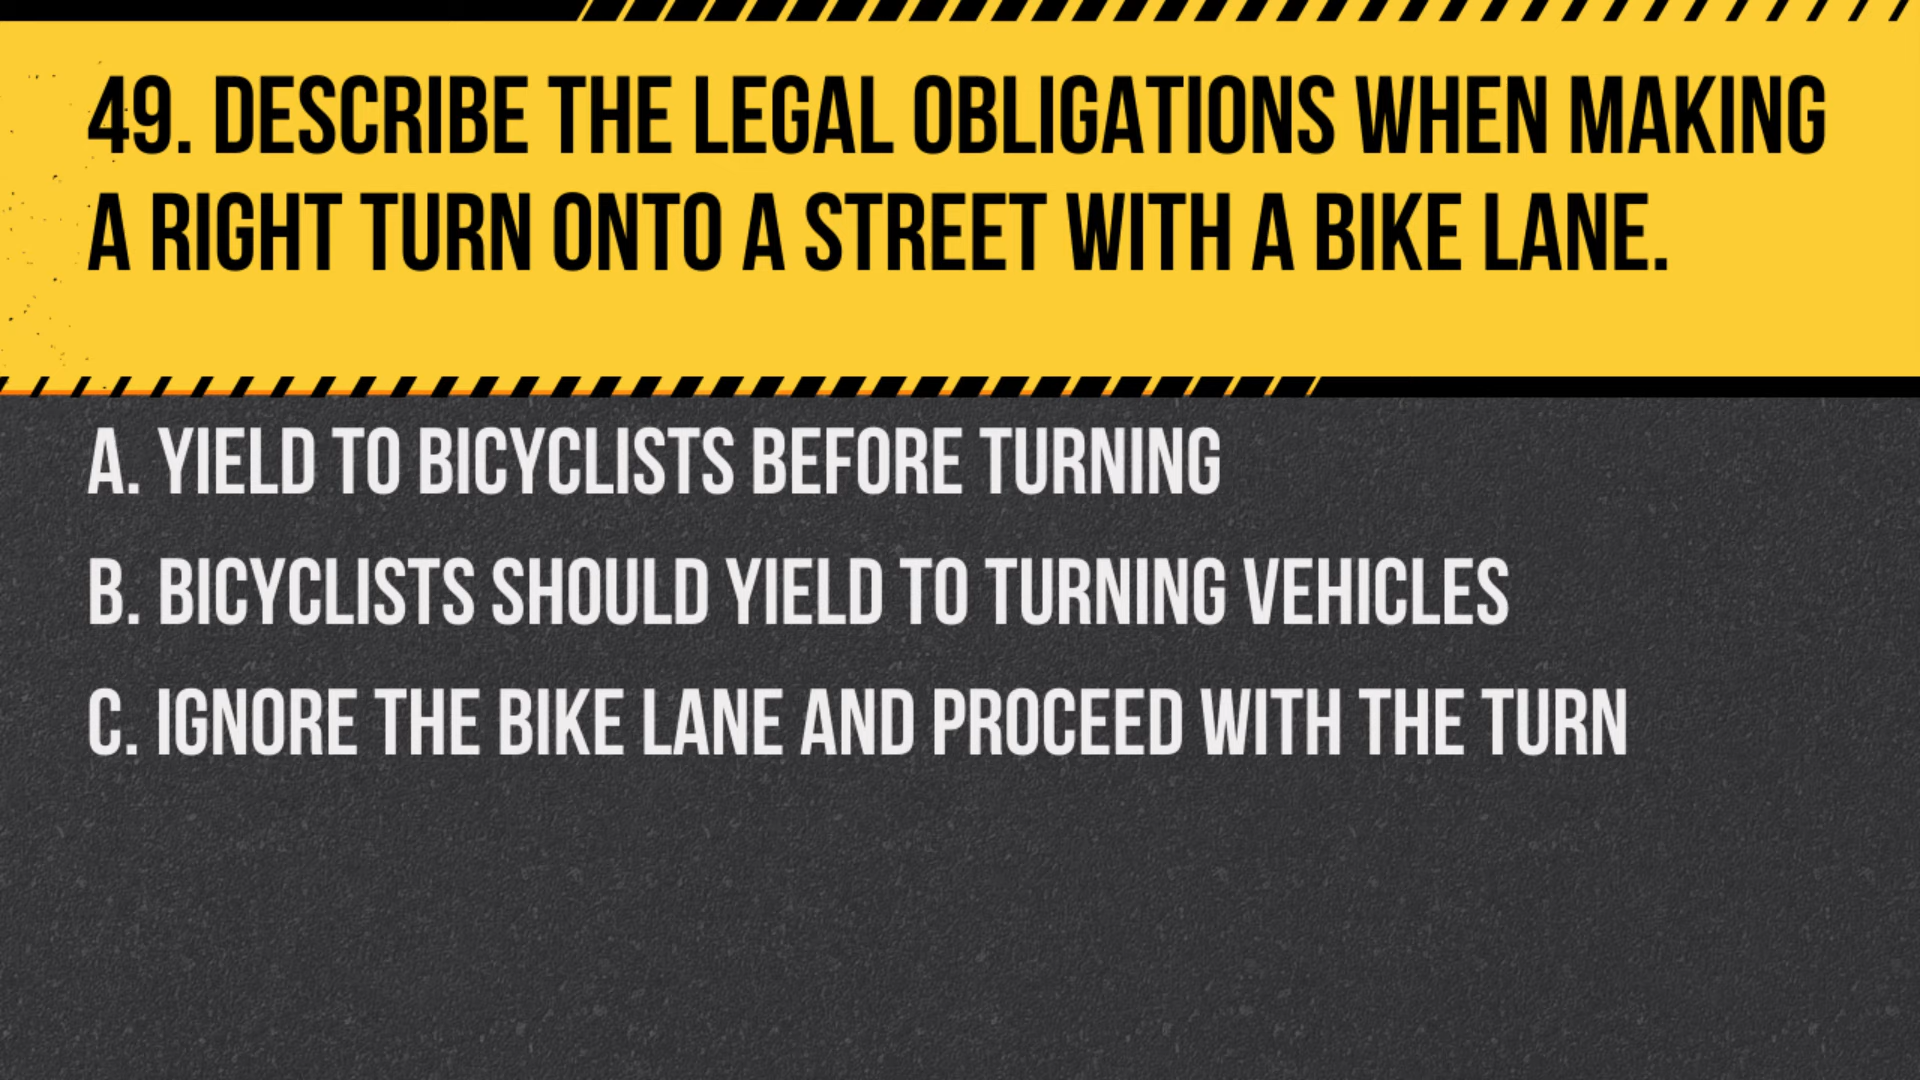 49. DESCRIBE THE LEGAL OBLIGATIONS WHEN MAKING
A RIGHT TURN ONTO A STREET WITH A BIKE LANE.
A. YIELD TO BICYCLISTS BEFORE TURNING
B. BICYCLISTS SHOULD YIELD TO TURNING VEHICLES
C. IGNORE THE BIKE LANE AND PROCEED WITH THE TURN